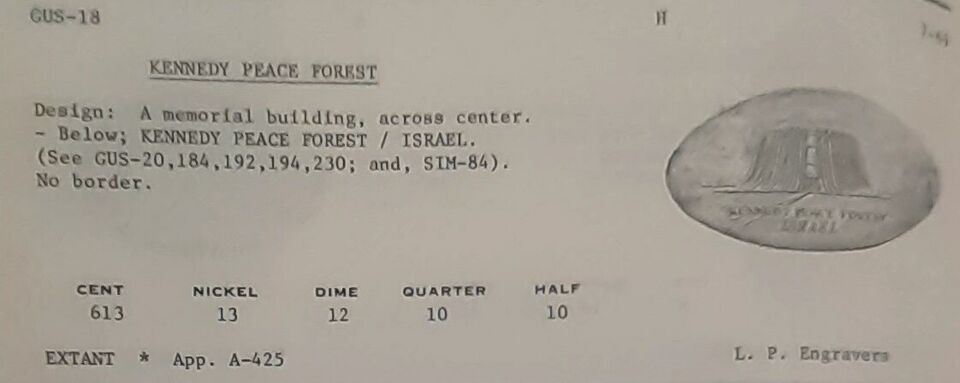 GUS-18
H
KENNEDY PEACE FOREST
Design: A memorial building, across center.
- Below; KENNEDY PEACE FOREST / ISRAEL.
(See GUS-20,184,192,194,230; and, SIM-84).
No border.
KENNEDY PEACE FOREST
ISRAEL
CENT NICKEL DIME QUARTER HALF
613 13 12 10 10
EXTANT * App. A-425
L. P. Engravers